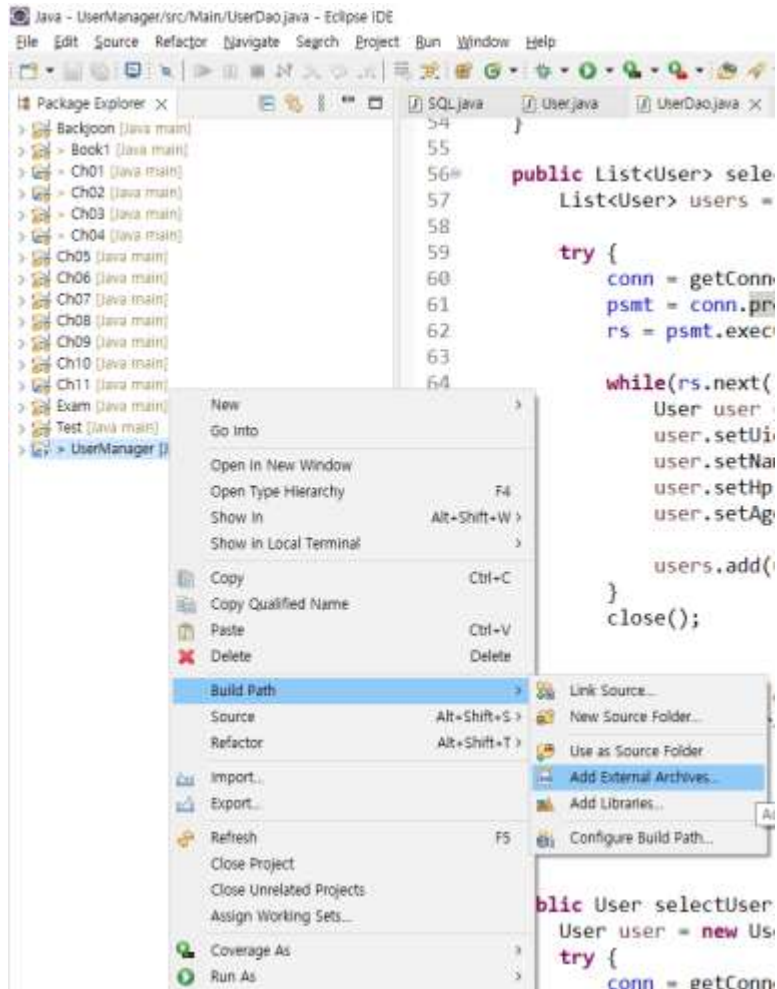 Java - UserManager/src/Main/UserDao.java - Eclipse IDE
File Edit Source Refactor Navigate Search Project Run Window Help
Package Explorer
SQL.java User.java UserDao.java
Backjoon [Java main]
> Book1 [Java main]
> Ch01 [Java main]
> Ch02 [Java main]
> Ch03 [Java main]
> Ch04 [Java main]
Ch05 [Java main]
Ch06 [Java main]
Ch07 [Java main]
Ch08 [Java main]
Ch09 [Java main]
Ch10 [Java main]
Ch11 [Java main]
Exam [Java main]
Test [Java main]
> UserManager [J
54 }
55
56 public List<User> sele
57 List<User> users =
58
59 try {
60 conn = getConn
61 psmt = conn.pre
62 rs = psmt.exec
63
64 while(rs.next(
User user
user.setUi
user.setNa
user.setHp
user.setAg
users.add(
}
close();
New
Go Into
Open in New Window
Open Type Hierarchy F4
Show In Alt+Shift+W
Show in Local Terminal
Copy Ctrl+C
Copy Qualified Name
Paste Ctrl+V
Delete Delete
Build Path
Source Alt+Shift+S
Refactor Alt+Shift+T
Import...
Export...
Refresh F5
Close Project
Close Unrelated Projects
Assign Working Sets...
Coverage As
Run As
Link Source...
New Source Folder...
Use as Source Folder
Add External Archives...
Add Libraries...
Configure Build Path...
blic User selectUser
User user = new Us
try {
conn = getConn